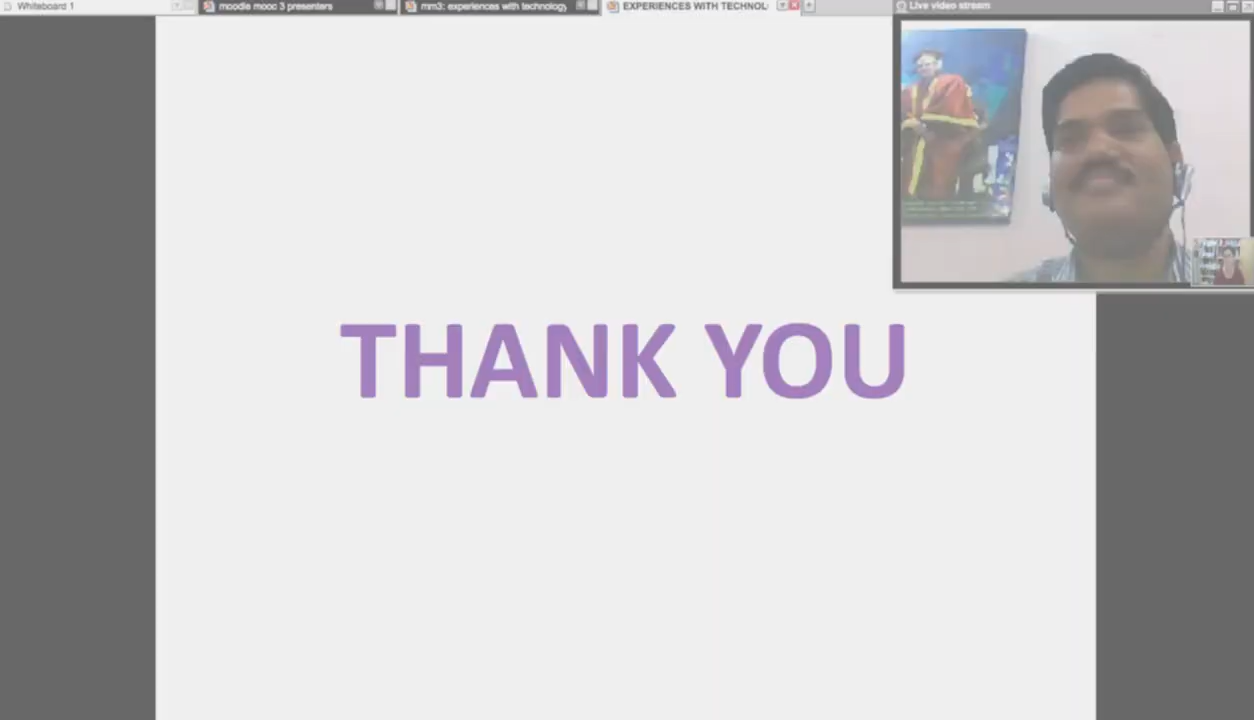 Whiteboard 1
moodle mooc 3 presenters
mm3: experiences with technology
EXPERIENCES WITH TECHNOL
Live video stream
THANK YOU